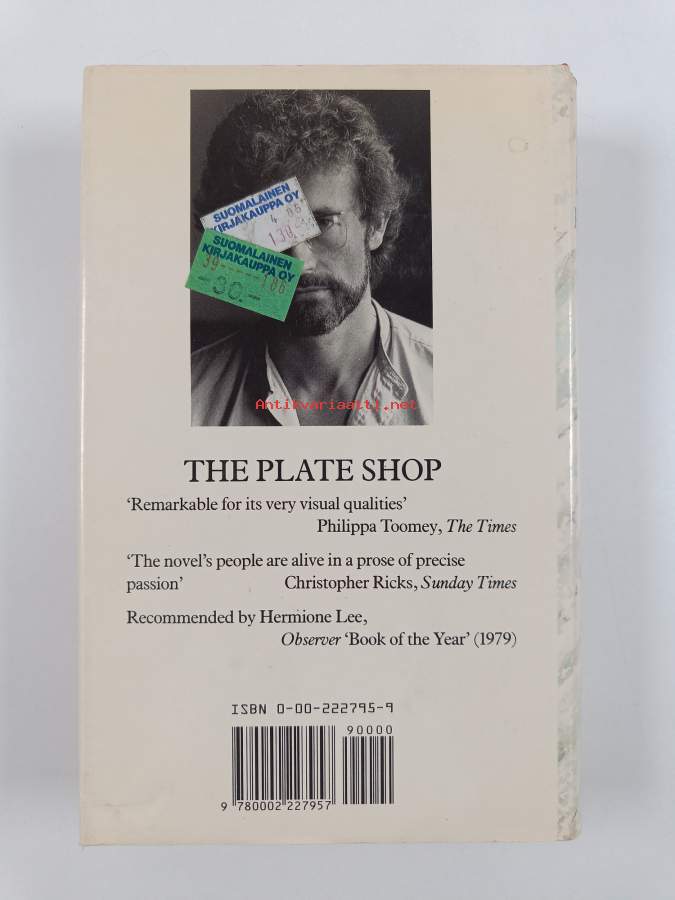 SUOMALAINEN
KIRJAKAUPPA OY
SUOMALAINEN
KIRJAKAUPPA OY
Antikvariaatti.net
THE PLATE SHOP
‘Remarkable for its very visual qualities’
Philippa Toomey, The Times
‘The novel’s people are alive in a prose of precise
passion’ Christopher Ricks, Sunday Times
Recommended by Hermione Lee,
Observer ‘Book of the Year’ (1979)
ISBN 0-00-222795-9
90000
9 780002 227957